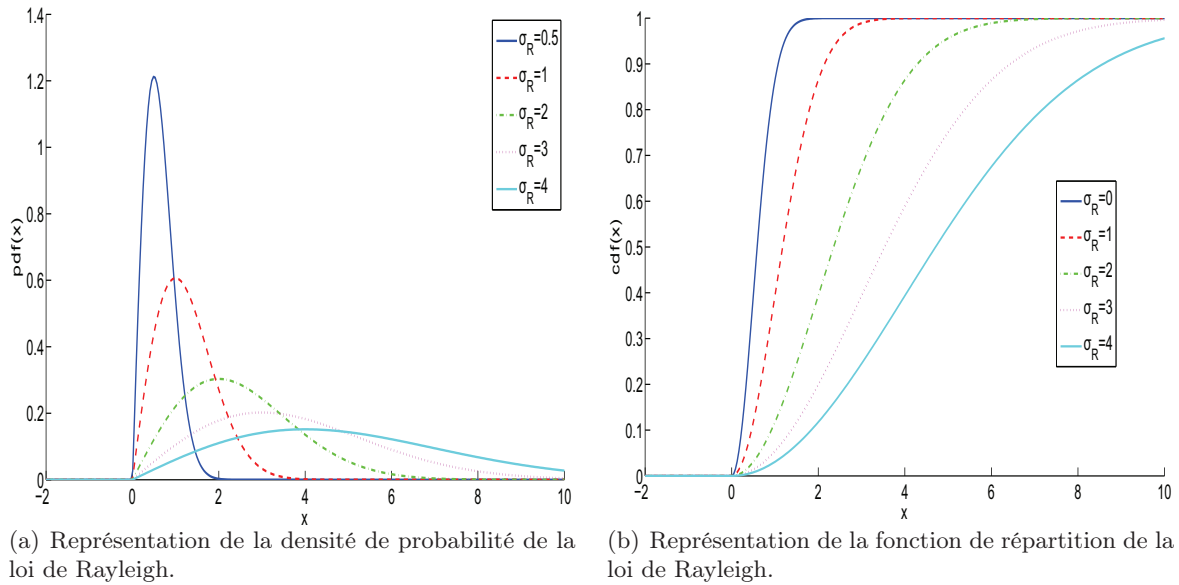 1.4
1.2
1
0.8
0.6
0.4
0.2
0
pdf(x)
−2 0 2 4 6 8 10
x
σR=0.5
σR=1
σR=2
σR=3
σR=4
(a) Représentation de la densité de probabilité de la
loi de Rayleigh.
1
0.9
0.8
0.7
0.6
0.5
0.4
0.3
0.2
0.1
0
cdf(x)
−2 0 2 4 6 8 10
x
σR=0
σR=1
σR=2
σR=3
σR=4
(b) Représentation de la fonction de répartition de la
loi de Rayleigh.